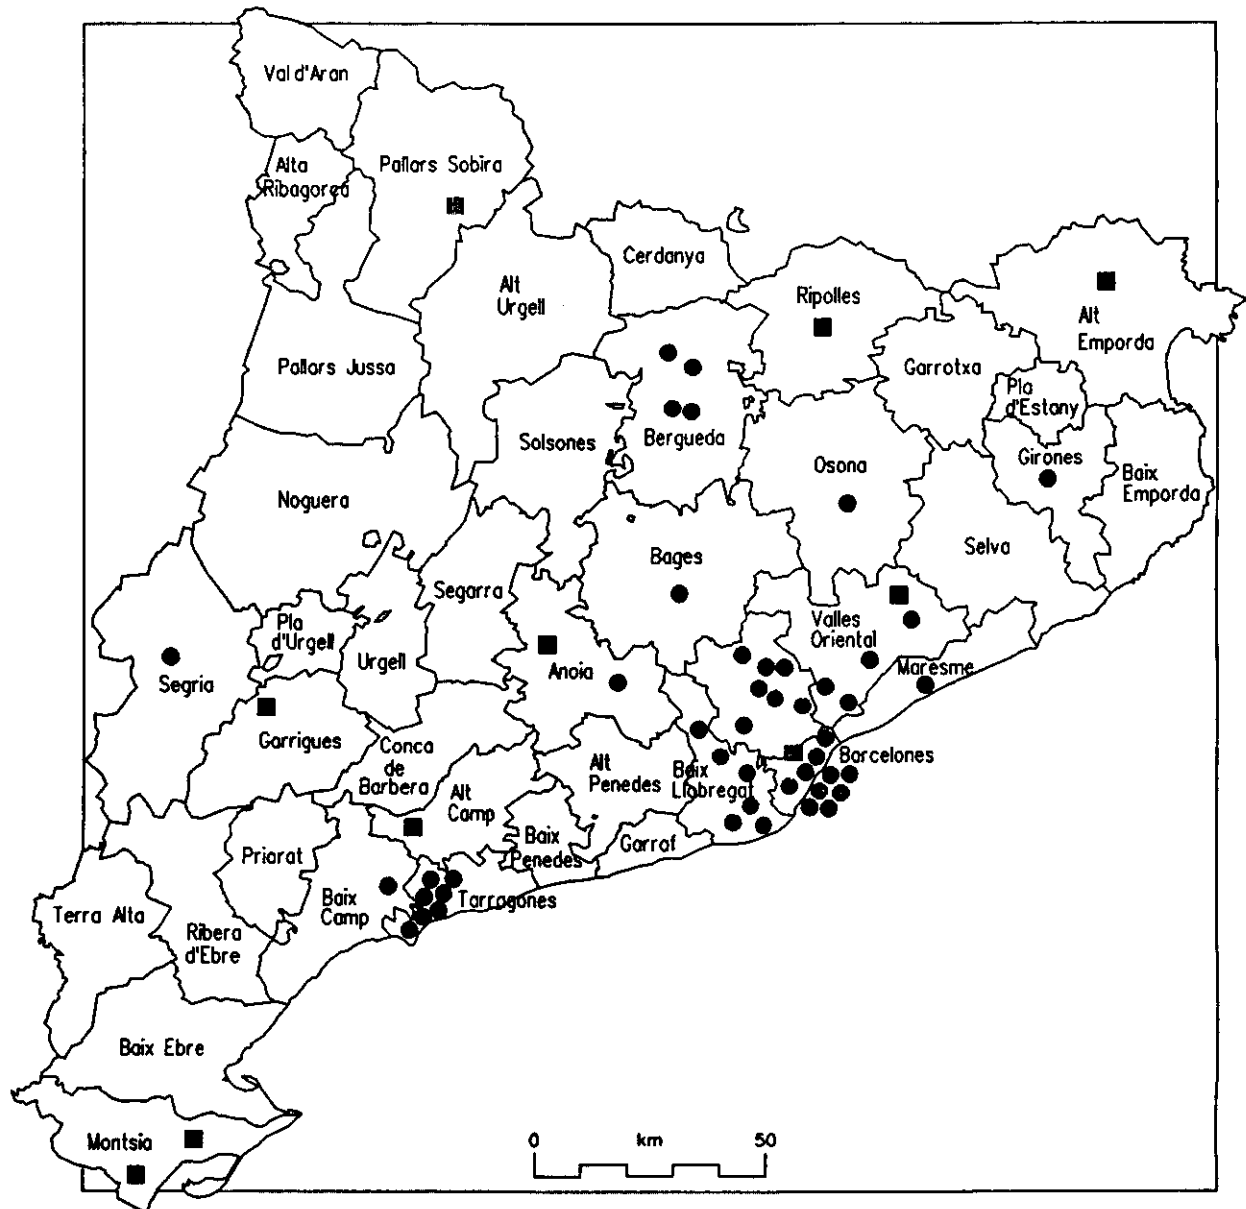 Val d'Aran
Alta
Ribagorça
Pallars Sobira
Cerdanya
Alt
Urgell
Ripolles
Alt
Emporda
Pallars Jussa
Garrotxa
Pla
d'Estany
Solsones
Bergueda
Osona
Girones
Baix
Emporda
Noguera
Bages
Selva
Segarra
Pla
d'Urgell
Valles
Oriental
Segria
Urgell
Anoia
Maresme
Garrigues
Conca
de
Barbera
Alt
Penedes
Baix
Llobregat
Barcelones
Alt
Camp
Priorat
Baix
Penedes
Garraf
Terra Alta
Baix
Camp
Tarragones
Ribera
d'Ebre
Baix Ebre
Montsia
0 km 50